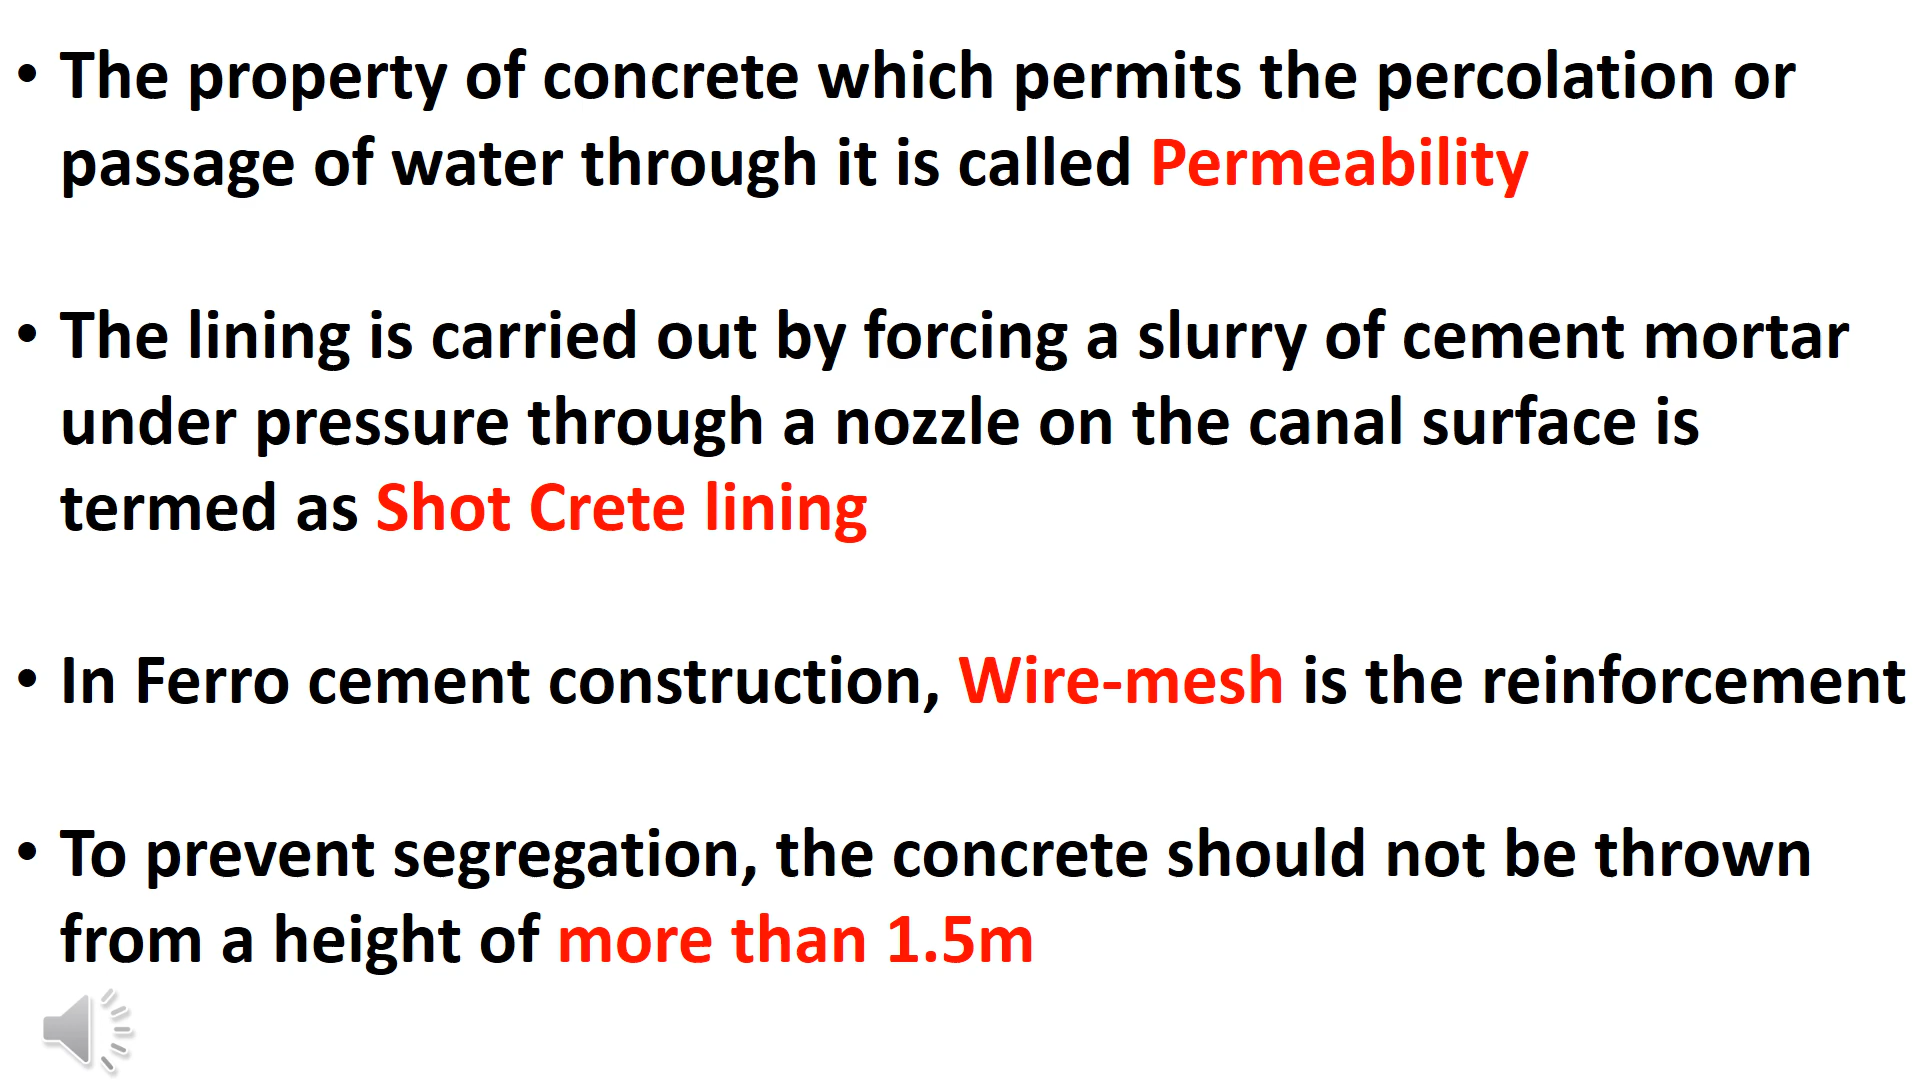 • The property of concrete which permits the percolation or
passage of water through it is called Permeability
• The lining is carried out by forcing a slurry of cement mortar
under pressure through a nozzle on the canal surface is
termed as Shot Crete lining
• In Ferro cement construction, Wire-mesh is the reinforcement
• To prevent segregation, the concrete should not be thrown
from a height of more than 1.5m